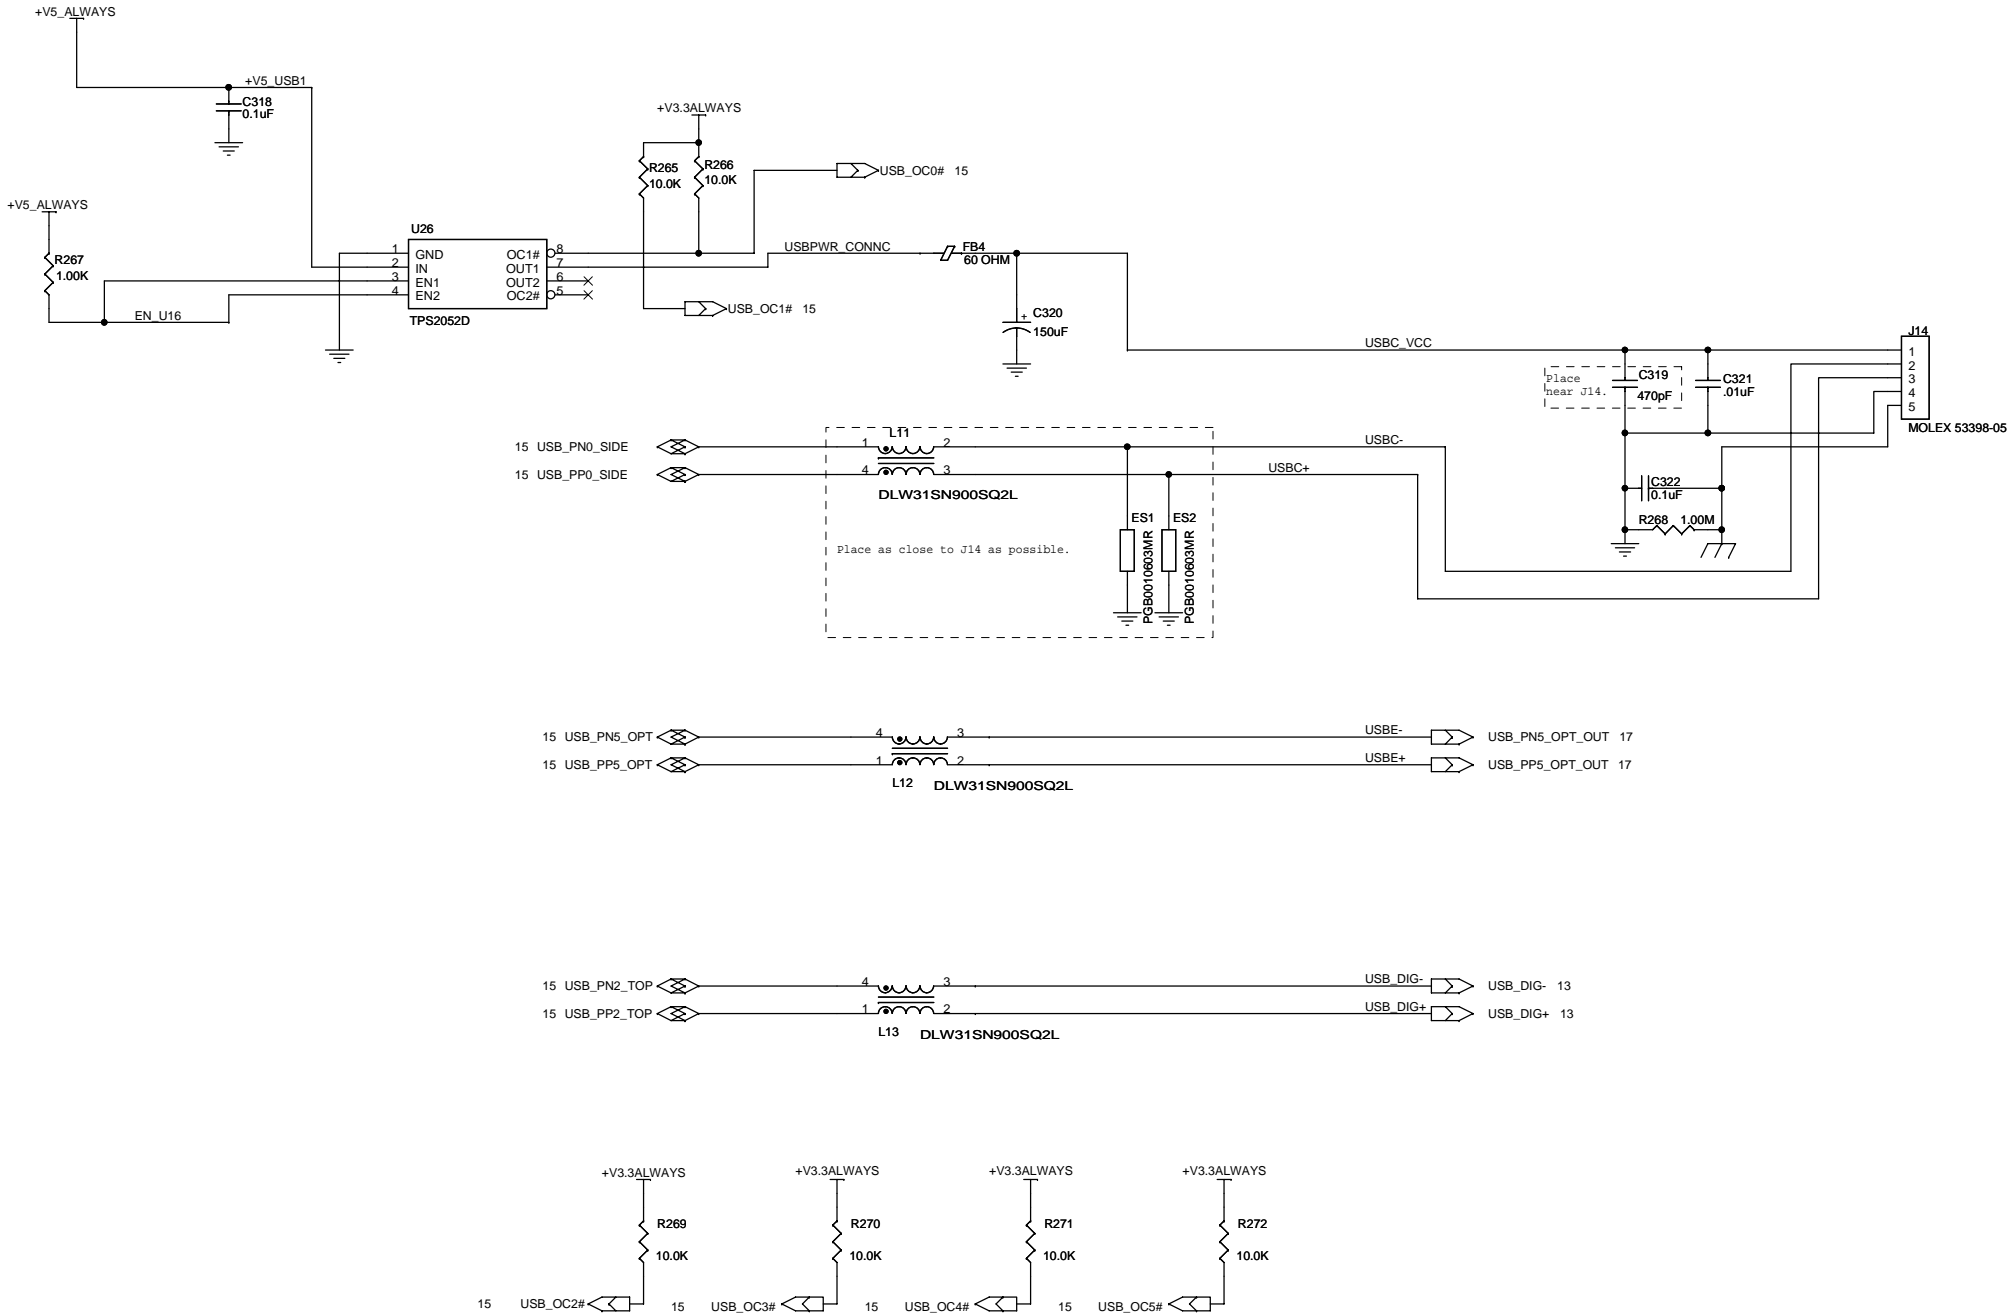 +V5_ALWAYS
+V5_USB1
C318
0.1uF
+V3.3ALWAYS
R265
10.0K
R266
10.0K
USB_OC0# 15
+V5_ALWAYS
R267
1.00K
EN_U16
U26
1 GND
2 IN
3 EN1
4 EN2
OC1# 8
OUT1 7
OUT2 6
OC2# 5
TPS2052D
USBPWR_CONNC
FB4
60 OHM
USB_OC1# 15
+ C320
150uF
USBC_VCC
J14
1
2
3
4
5
MOLEX 53398-05
Place
near J14.
C319
470pF
C321
.01uF
15 USB_PN0_SIDE
15 USB_PP0_SIDE
L11
1 2
4 3
DLW31SN900SQ2L
USBC-
USBC+
C322
0.1uF
R268 1.00M
ES1
PGB0010603MR
ES2
PGB0010603MR
Place as close to J14 as possible.
15 USB_PN5_OPT
15 USB_PP5_OPT
4 3
1 2
L12 DLW31SN900SQ2L
USBE-
USBE+
USB_PN5_OPT_OUT 17
USB_PP5_OPT_OUT 17
15 USB_PN2_TOP
15 USB_PP2_TOP
4 3
1 2
L13 DLW31SN900SQ2L
USB_DIG-
USB_DIG+
USB_DIG- 13
USB_DIG+ 13
+V3.3ALWAYS
R269
10.0K
15 USB_OC2#
+V3.3ALWAYS
R270
10.0K
15 USB_OC3#
+V3.3ALWAYS
R271
10.0K
15 USB_OC4#
+V3.3ALWAYS
R272
10.0K
15 USB_OC5#